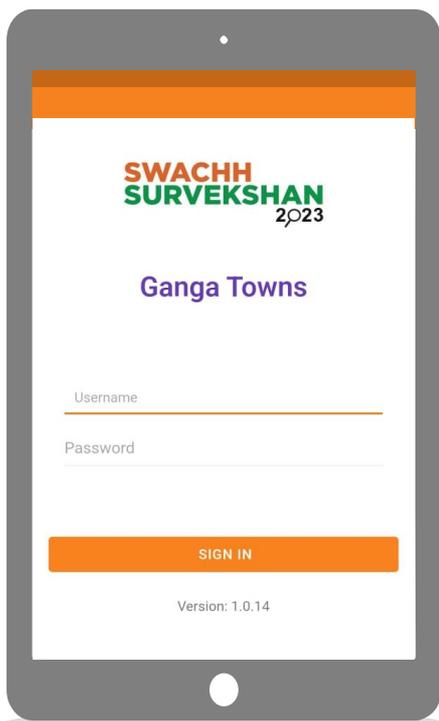 SWACHH
SURVEKSHAN
2023
Ganga Towns
Username
Password
SIGN IN
Version: 1.0.14